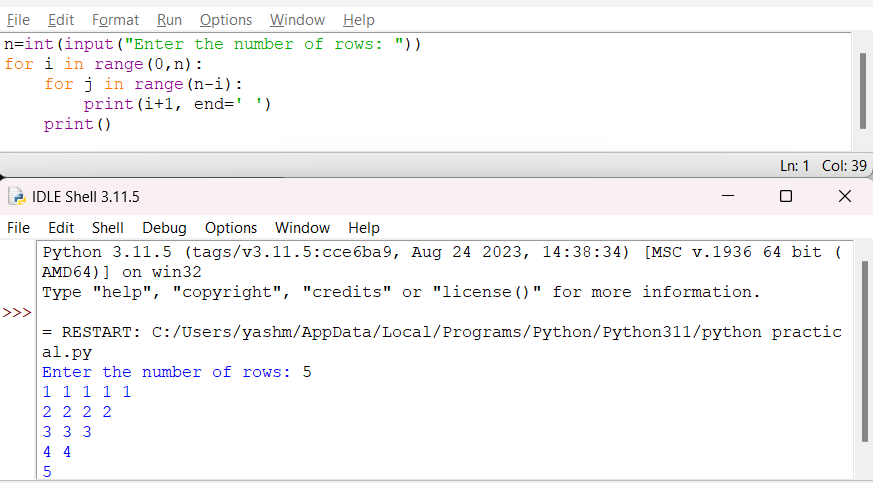 File Edit Format Run Options Window Help
n=int(input("Enter the number of rows: "))
for i in range(0,n):
    for j in range(n-i):
        print(i+1, end=' ')
    print()
Ln: 1 Col: 39
IDLE Shell 3.11.5
File Edit Shell Debug Options Window Help
Python 3.11.5 (tags/v3.11.5:cce6ba9, Aug 24 2023, 14:38:34) [MSC v.1936 64 bit (
AMD64)] on win32
Type "help", "copyright", "credits" or "license()" for more information.
>>>
= RESTART: C:/Users/yashm/AppData/Local/Programs/Python/Python311/python practic
al.py
Enter the number of rows: 5
1 1 1 1 1
2 2 2 2
3 3 3
4 4
5